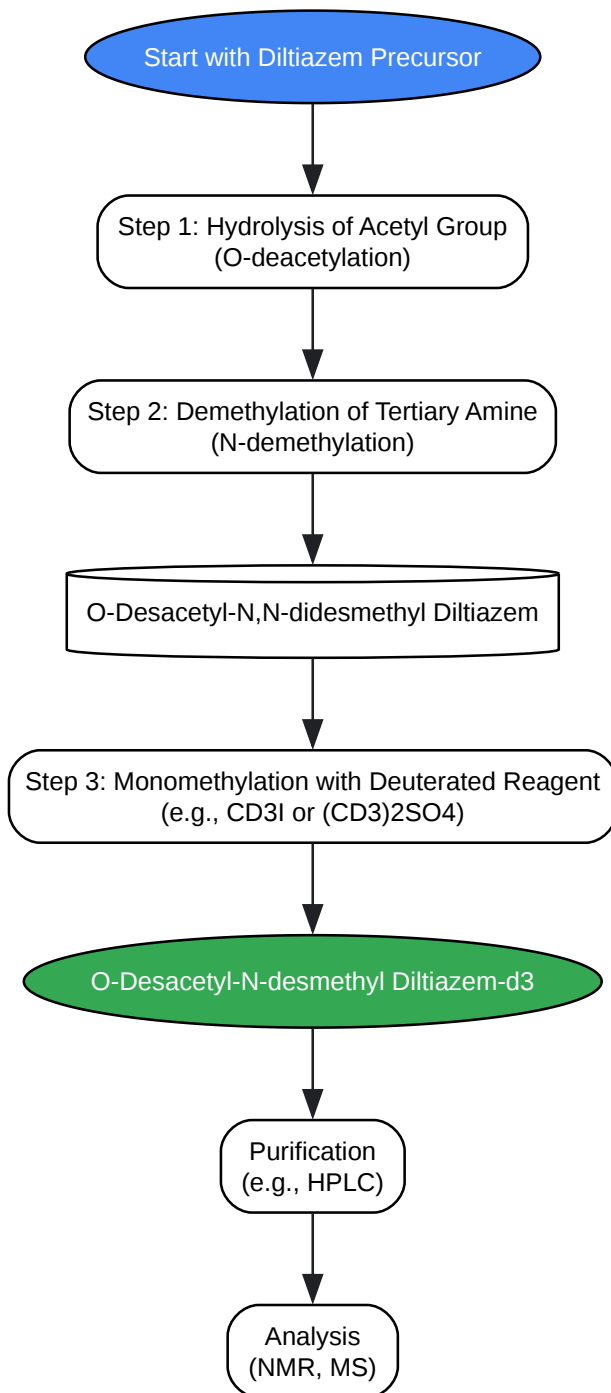 Start with Diltiazem Precursor
Step 1: Hydrolysis of Acetyl Group
(O-deacetylation)
Step 2: Demethylation of Tertiary Amine
(N-demethylation)
O-Desacetyl-N,N-didesmethyl Diltiazem
Step 3: Monomethylation with Deuterated Reagent
(e.g., CD3I or (CD3)2SO4)
O-Desacetyl-N-desmethyl Diltiazem-d3
Purification
(e.g., HPLC)
Analysis
(NMR, MS)